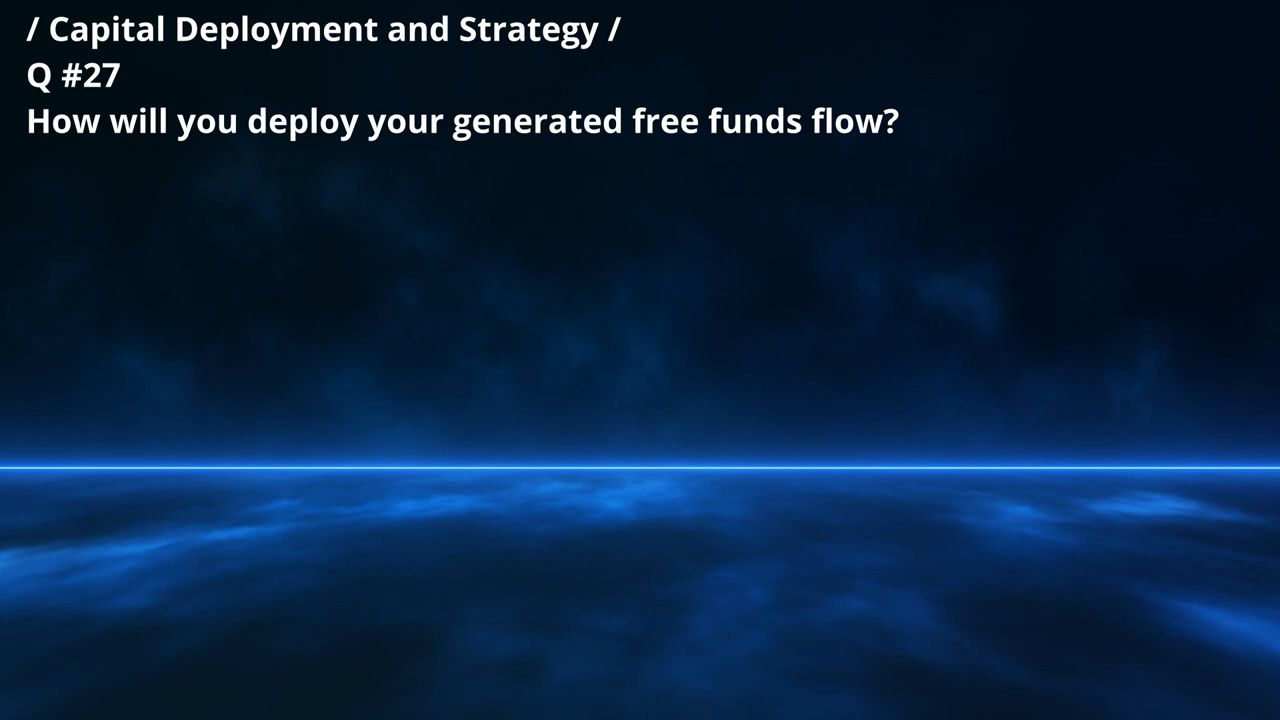 / Capital Deployment and Strategy /
Q #27
How will you deploy your generated free funds flow?